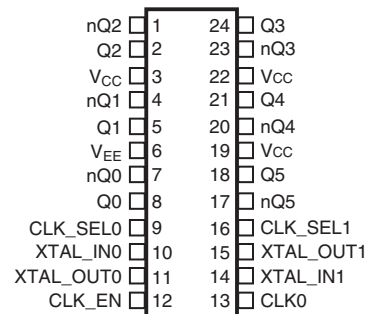 nQ2 1 24 Q3
Q2 2 23 nQ3
VCC 3 22 VCC
nQ1 4 21 Q4
Q1 5 20 nQ4
VEE 6 19 VCC
nQ0 7 18 Q5
Q0 8 17 nQ5
CLK_SEL0 9 16 CLK_SEL1
XTAL_IN0 10 15 XTAL_OUT1
XTAL_OUT0 11 14 XTAL_IN1
CLK_EN 12 13 CLK0